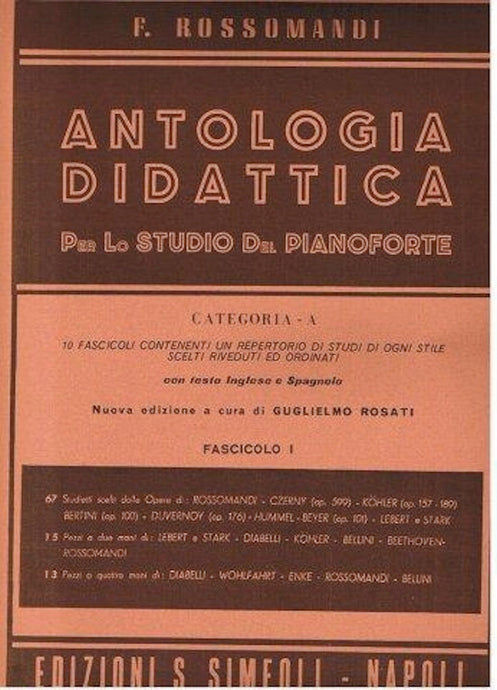 F. ROSSOMANDI
ANTOLOGIA
DIDATTICA
PER LO STUDIO DEL PIANOFORTE
CATEGORIA - A
10 FASCICOLI CONTENENTI UN REPERTORIO DI STUDI DI OGNI STILE
SCELTI RIVEDUTI ED ORDINATI
con testo Inglese e Spagnolo
Nuova edizione a cura di GUGLIELMO ROSATI
FASCICOLO I
67 Studietti scelti dalle Opere di: ROSSOMANDI - CZERNY (op. 599) - KÖHLER (op. 157 - 189)
BERTINI (op. 100) - DUVERNOY (op. 176) - HUMMEL - BEYER (op. 101) - LEBERT e STARK
15 Pezzi a due mani di: LEBERT e STARK - DIABELLI - KÖHLER - BELLINI - BEETHOVEN-
ROSSOMANDI
13 Pezzi a quattro mani di: DIABELLI - WOHLFAHRT - ENKE - ROSSOMANDI - BELLINI
EDIZIONI S. SIMEOLI - NAPOLI